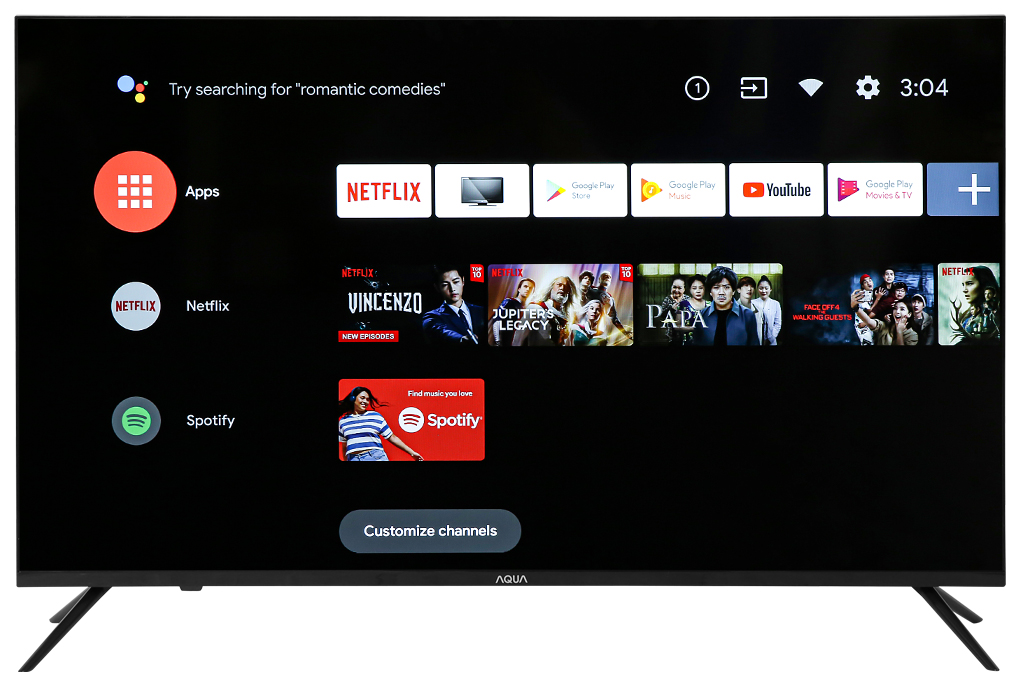 Try searching for "romantic comedies"
1
3:04
Apps
NETFLIX
Google Play
Store
Google Play
Music
YouTube
Google Play
Movies & TV
NETFLIX
Netflix
NETFLIX
TOP
10
VINCENZO
NEW EPISODES
NETFLIX
TOP
10
JUPITER'S
LEGACY
PAPA
FACE OFF 4
THE
WALKING GUESTS
NETFLIX
Spotify
Find music you love
Spotify
Customize channels
AQUA